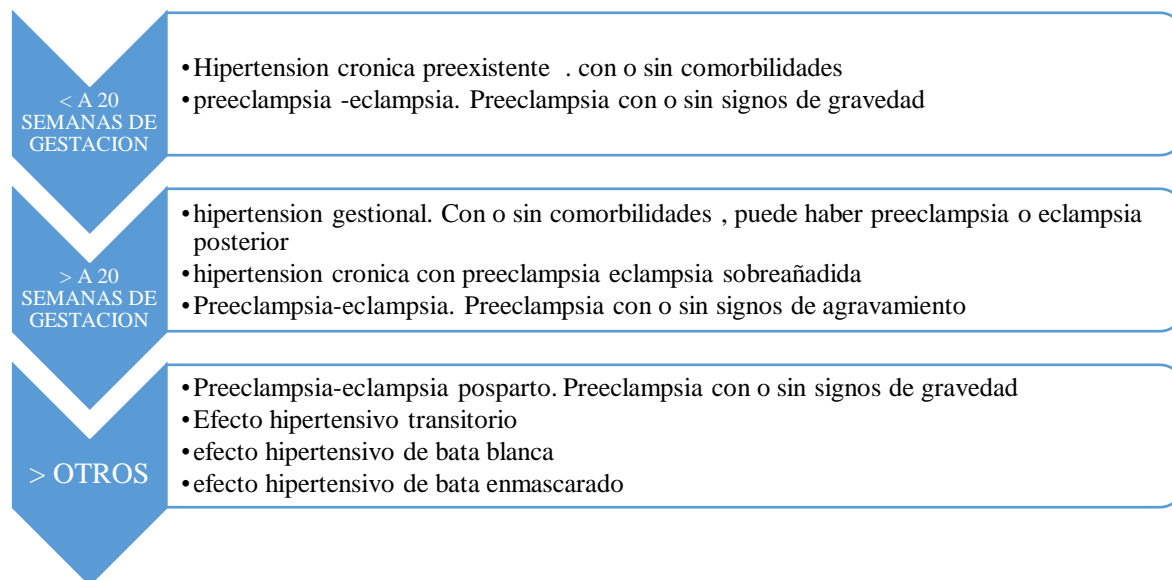 < A 20
SEMANAS DE
GESTACION
•Hipertension cronica preexistente . con o sin comorbilidades
•preeclampsia -eclampsia. Preeclampsia con o sin signos de gravedad
> A 20
SEMANAS DE
GESTACION
•hipertension gestional. Con o sin comorbilidades , puede haber preeclampsia o eclampsia
posterior
•hipertension cronica con preeclampsia eclampsia sobreañadida
•Preeclampsia-eclampsia. Preeclampsia con o sin signos de agravamiento
> OTROS
•Preeclampsia-eclampsia posparto. Preeclampsia con o sin signos de gravedad
•Efecto hipertensivo transitorio
•efecto hipertensivo de bata blanca
•efecto hipertensivo de bata enmascarado